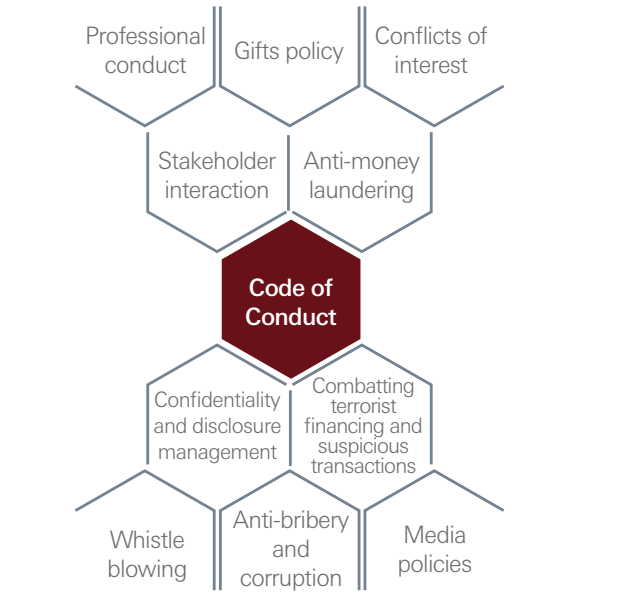 Professional
conduct
Gifts policy
Conflicts of
interest
Stakeholder
interaction
Anti-money
laundering
Code of
Conduct
Confidentiality
and disclosure
management
Combatting
terrorist
financing and
suspicious
transactions
Whistle
blowing
Anti-bribery
and
corruption
Media
policies